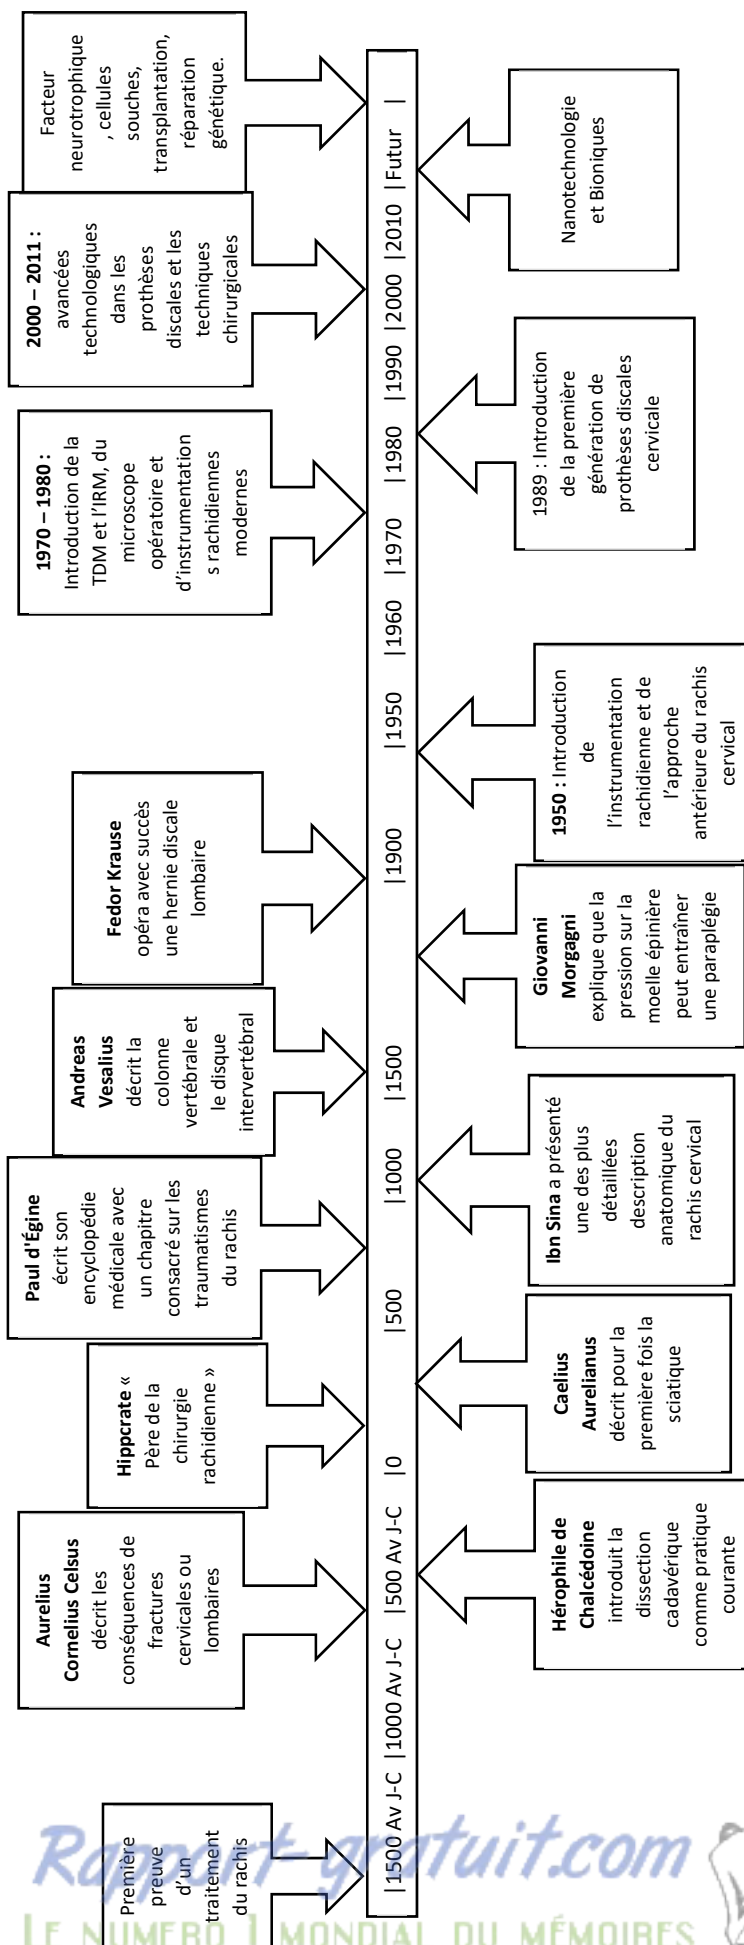 Première
preuve
d'un
traitement
du rachis
Aurelius
Cornelius Celsus
décrit les
conséquences de
fractures
cervicales ou
lombaires
Hippcrate «
Père de la
chirurgie
rachidienne »
Paul d'Égine
écrit son
encyclopédie
médicale avec
un chapitre
consacré sur les
traumatismes
du rachis
Andreas
Vesalius
décrit la
colonne
vertébrale et
le disque
intervertébral
Fedor Krause
opéra avec succès
une hernie discale
lombaire
1970 – 1980 :
Introduction de la
TDM et l'IRM, du
microscope
opératoire et
d'instrumentation
s rachidiennes
modernes
2000 – 2011 :
avancées
technologiques
dans les
prothèses
discales et les
techniques
chirurgicales
Facteur
neurotrophique
, cellules
souches,
transplantation,
réparation
génétique.
|1500 Av J-C |1000 Av J-C |500 Av J-C |0 |500 |1000 |1500 |1900 |1950 |1960 |1970 |1980 |1990 |2000 |2010 |Futur |
Hérophile de
Chalcédoine
introduit la
dissection
cadavérique
comme pratique
courante
Caelius
Aurelianus
décrit pour la
première fois la
sciatique
Ibn Sina a présenté
une des plus
détaillées
description
anatomique du
rachis cervical
Giovanni
Morgagni
explique que la
pression sur la
moelle épinière
peut entraîner
une paraplégie
1950 : Introduction
de
l'instrumentation
rachidienne et de
l'approche
antérieure du rachis
cervical
1989 : Introduction
de la première
génération de
prothèses discales
cervicale
Nanotechnologie
et Bioniques
Rapport-gratuit.com
LE NUMERO 1 MONDIAL DU MÉMOIRES